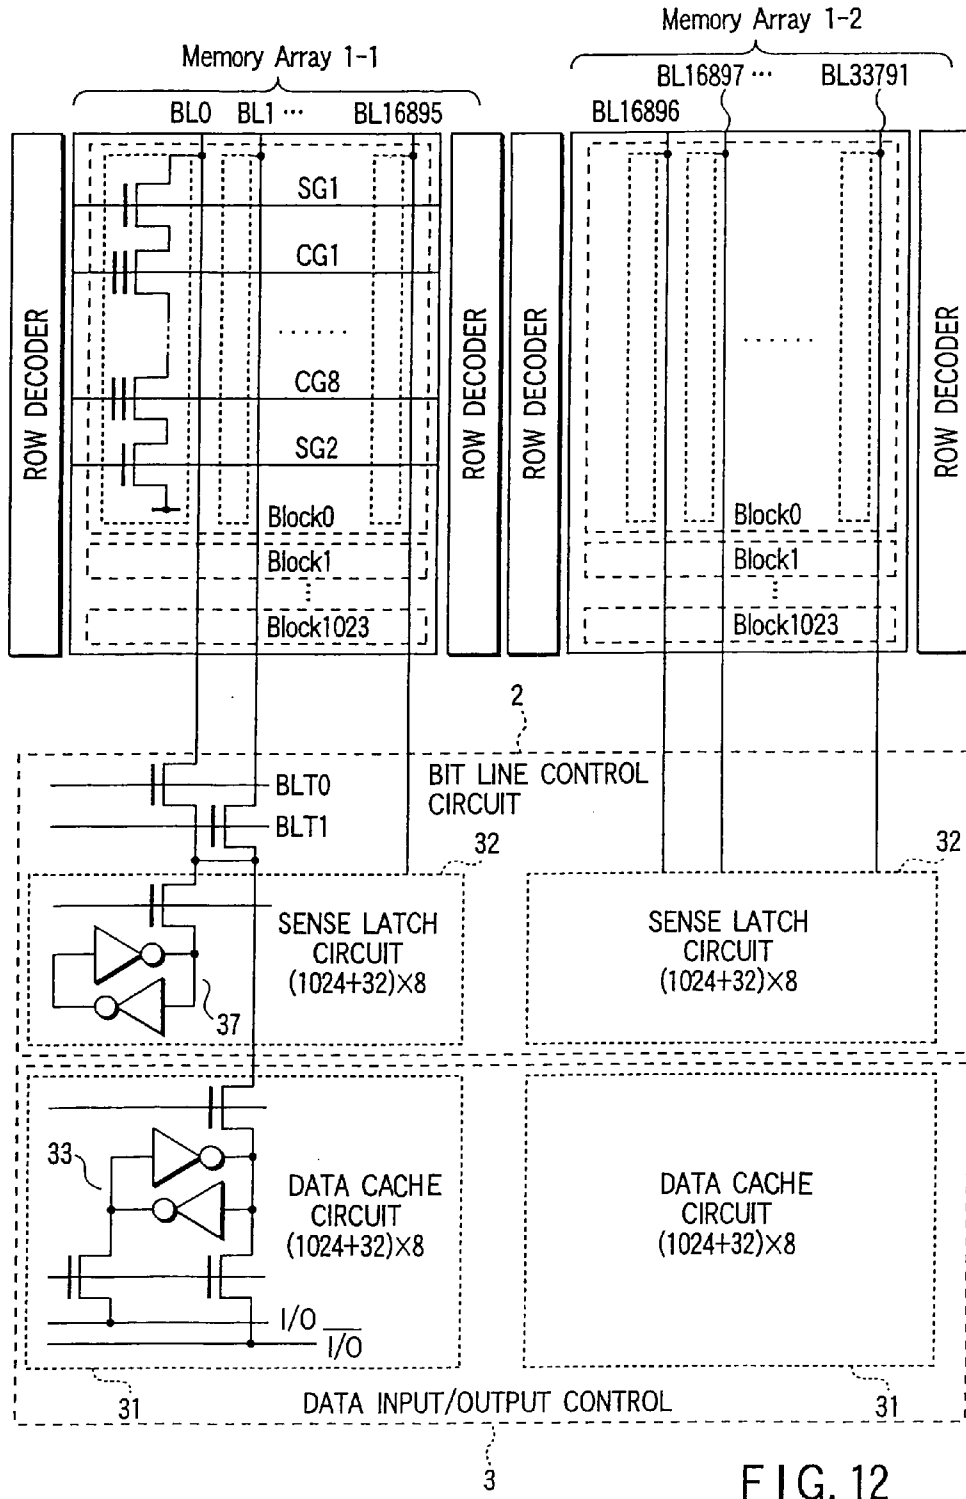 Memory Array 1-2
Memory Array 1-1
BL0 BL1 ··· BL16895
BL16896 BL16897 ··· BL33791
ROW DECODER
ROW DECODER
ROW DECODER
ROW DECODER
SG1
CG1
·······
CG8
SG2
Block0
Block1
⋮
Block1023
·······
Block0
Block1
⋮
Block1023
2
BIT LINE CONTROL
CIRCUIT
BLT0
BLT1
32
32
SENSE LATCH
CIRCUIT
(1024+32)×8
37
SENSE LATCH
CIRCUIT
(1024+32)×8
33
DATA CACHE
CIRCUIT
(1024+32)×8
DATA CACHE
CIRCUIT
(1024+32)×8
I/O
I/O
31
DATA INPUT/OUTPUT CONTROL
31
3
FIG. 12